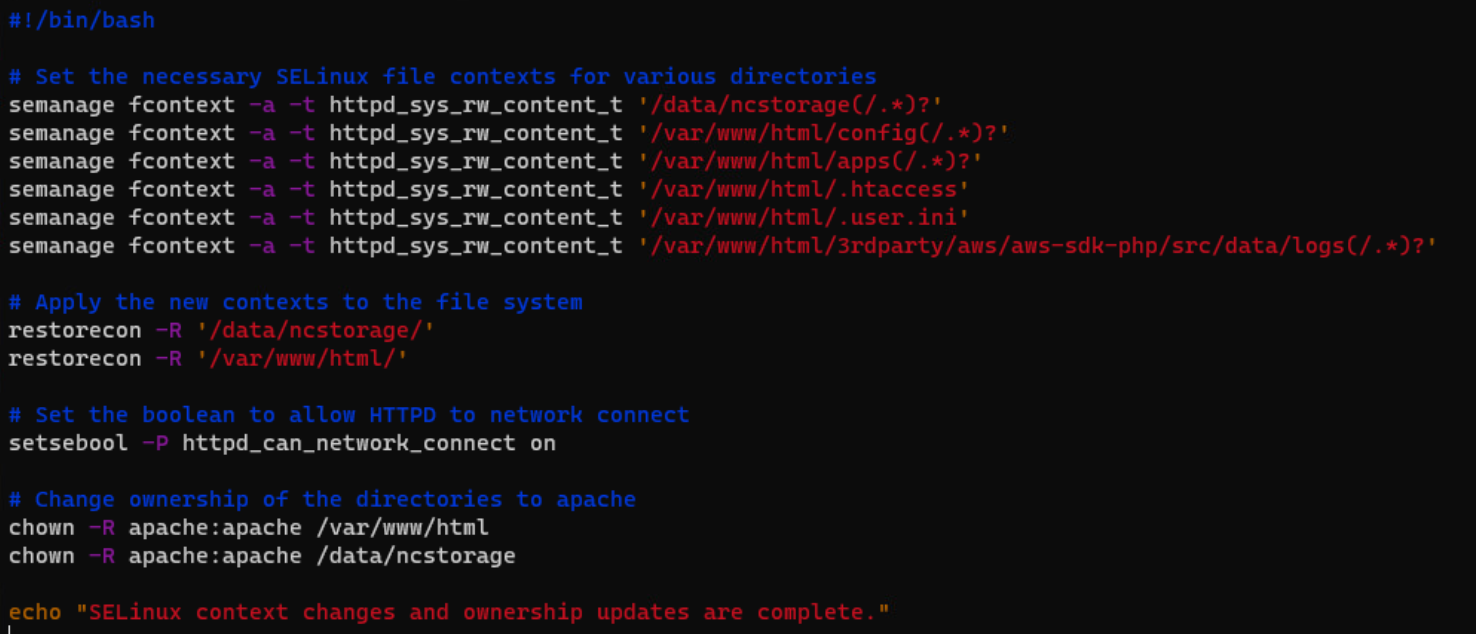 #!/bin/bash
# Set the necessary SELinux file contexts for various directories
semanage fcontext -a -t httpd_sys_rw_content_t '/data/ncstorage(/.*)?'
semanage fcontext -a -t httpd_sys_rw_content_t '/var/www/html/config(/.*)?'
semanage fcontext -a -t httpd_sys_rw_content_t '/var/www/html/apps(/.*)?'
semanage fcontext -a -t httpd_sys_rw_content_t '/var/www/html/.htaccess'
semanage fcontext -a -t httpd_sys_rw_content_t '/var/www/html/.user.ini'
semanage fcontext -a -t httpd_sys_rw_content_t '/var/www/html/3rdparty/aws/aws-sdk-php/src/data/logs(/.*)?'
# Apply the new contexts to the file system
restorecon -R '/data/ncstorage/'
restorecon -R '/var/www/html/'
# Set the boolean to allow HTTPD to network connect
setsebool -P httpd_can_network_connect on
# Change ownership of the directories to apache
chown -R apache:apache /var/www/html
chown -R apache:apache /data/ncstorage
echo "SELinux context changes and ownership updates are complete."